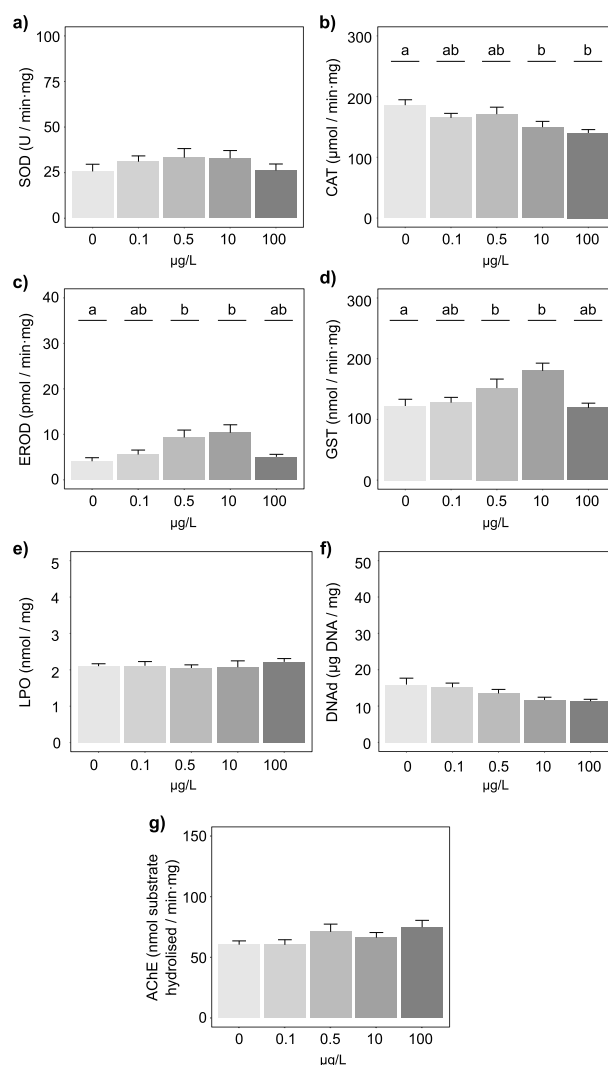 a)
100
75
50
25
0
SOD (U / min·mg)
0 0.1 0.5 10 100
µg/L
b)
300
200
100
0
CAT (µmol / min·mg)
a ab ab b b
0 0.1 0.5 10 100
µg/L
c)
40
30
20
10
0
EROD (pmol / min·mg)
a ab b b ab
0 0.1 0.5 10 100
µg/L
d)
300
200
100
0
GST (nmol / min·mg)
a ab b b ab
0 0.1 0.5 10 100
µg/L
e)
5
4
3
2
1
0
LPO (nmol / mg)
0 0.1 0.5 10 100
µg/L
f)
50
40
30
20
10
0
DNAd (µg DNA / mg)
0 0.1 0.5 10 100
µg/L
g)
150
100
50
0
AChE (nmol substrate
hydrolised / min·mg)
0 0.1 0.5 10 100
µg/L